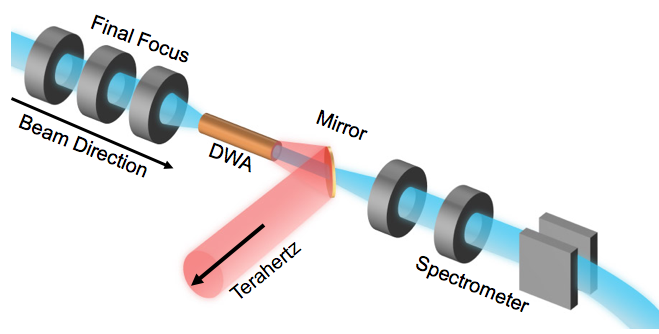 Final Focus
Beam Direction
DWA
Mirror
Terahertz
Spectrometer